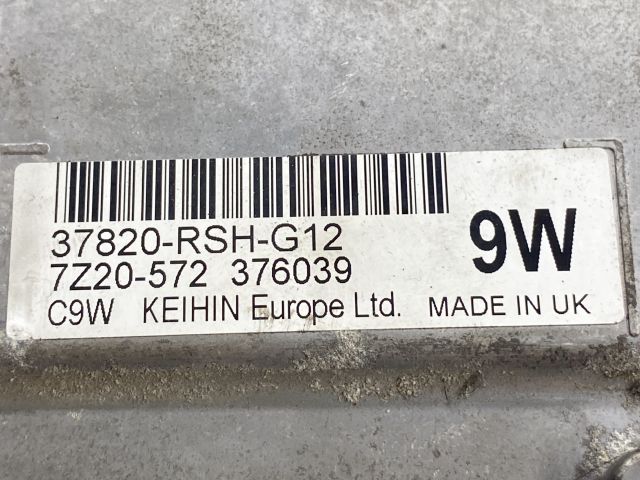 37820-RSH-G12
9W
7Z20-572 376039
C9W KEIHIN Europe Ltd. MADE IN UK